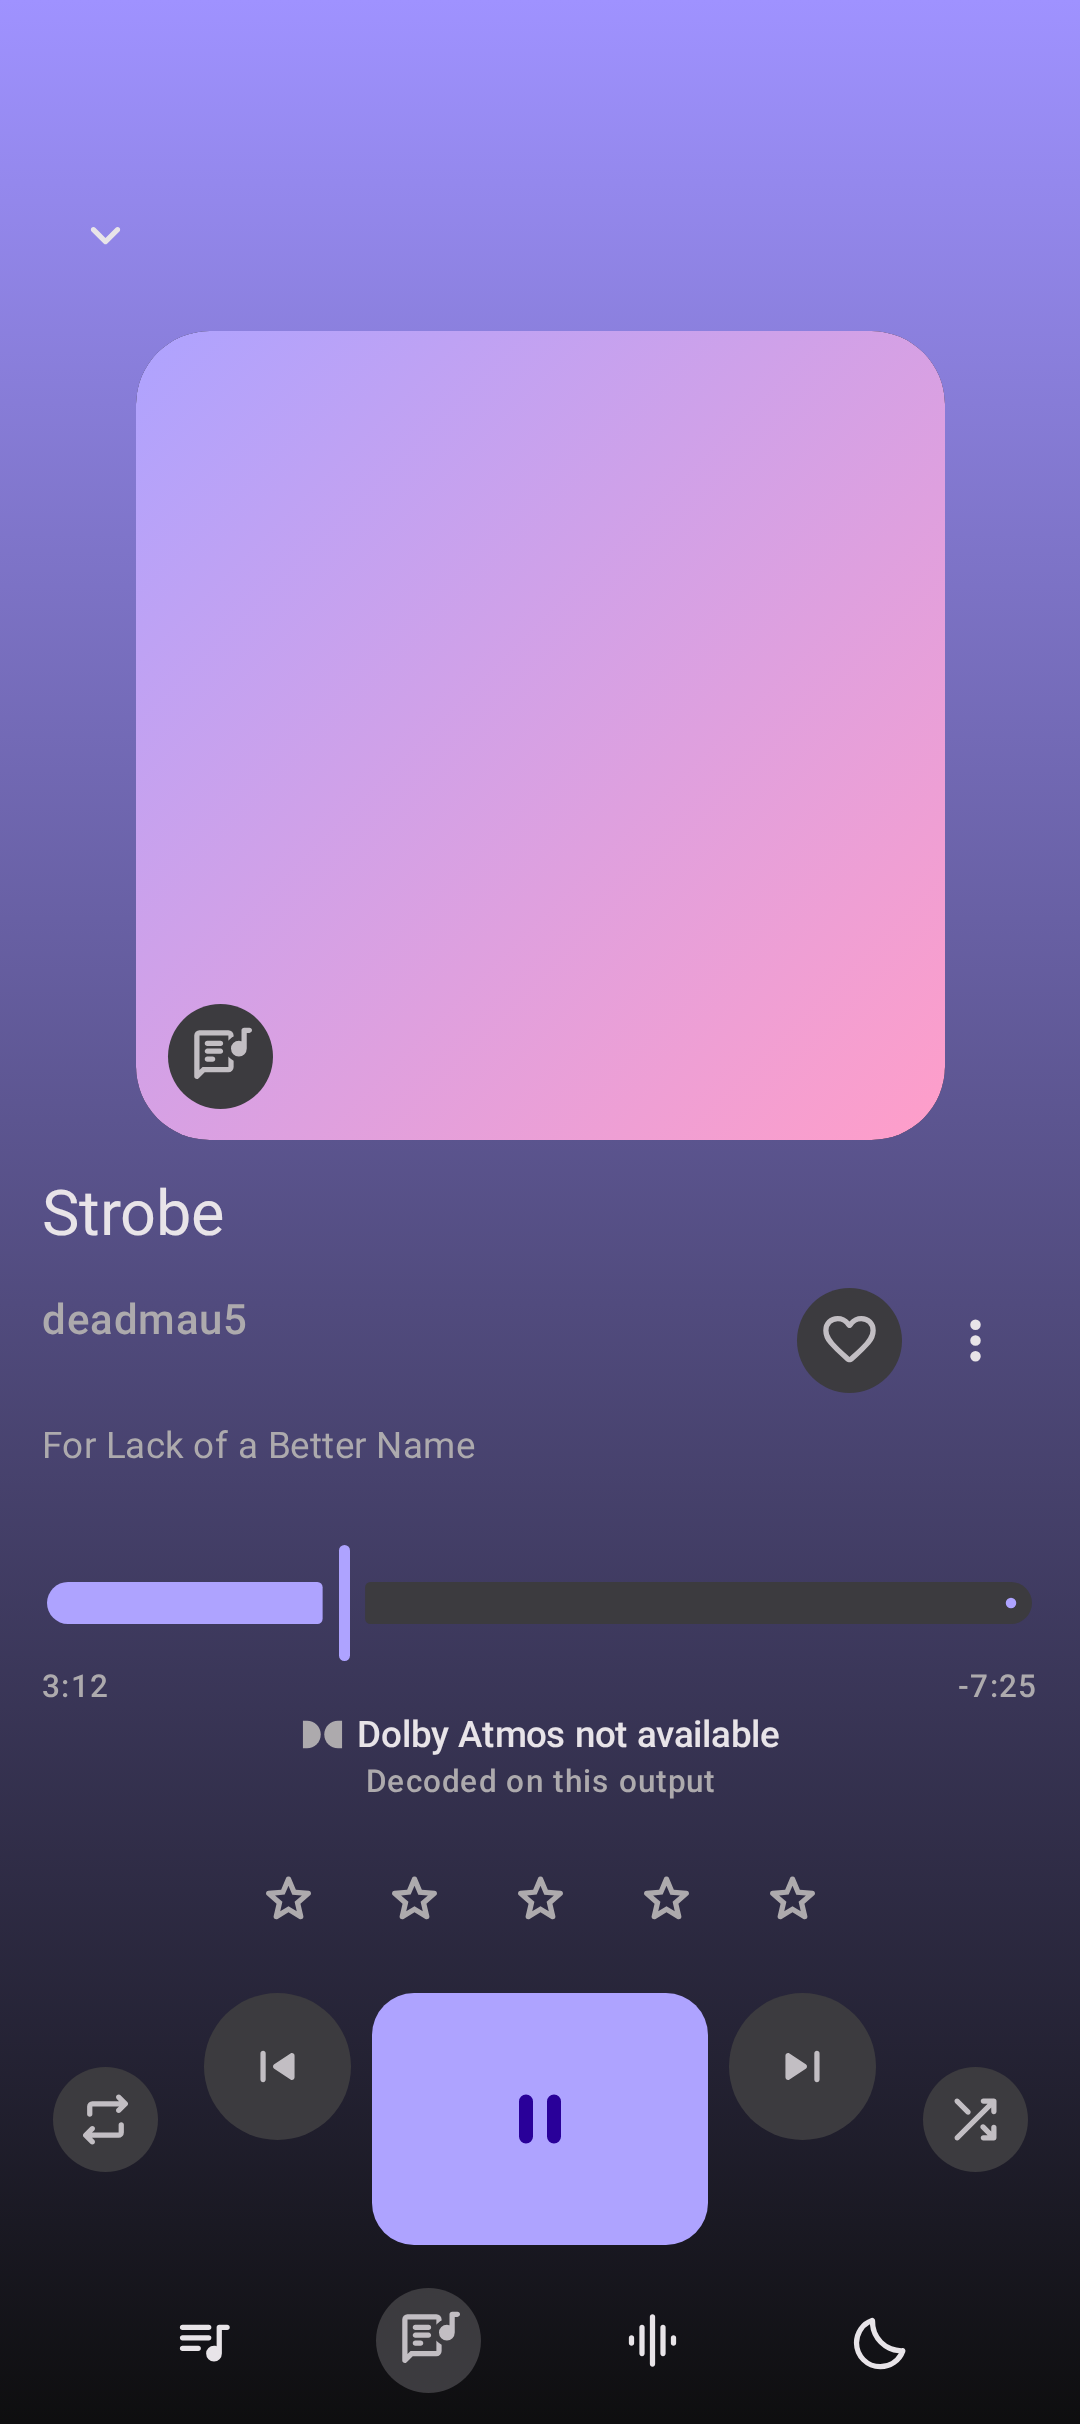 Strobe
deadmau5
For Lack of a Better Name
3:12
-7:25
Dolby Atmos not available
Decoded on this output